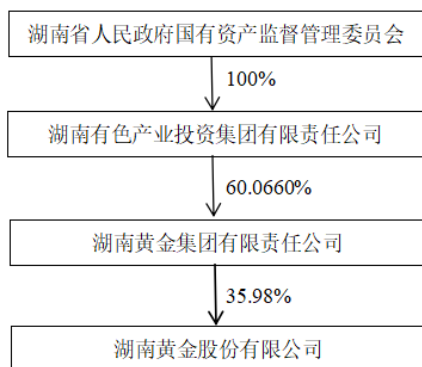 湖南省人民政府国有资产监督管理委员会
100%
湖南有色产业投资集团有限责任公司
60.0660%
湖南黄金集团有限责任公司
35.98%
湖南黄金股份有限公司